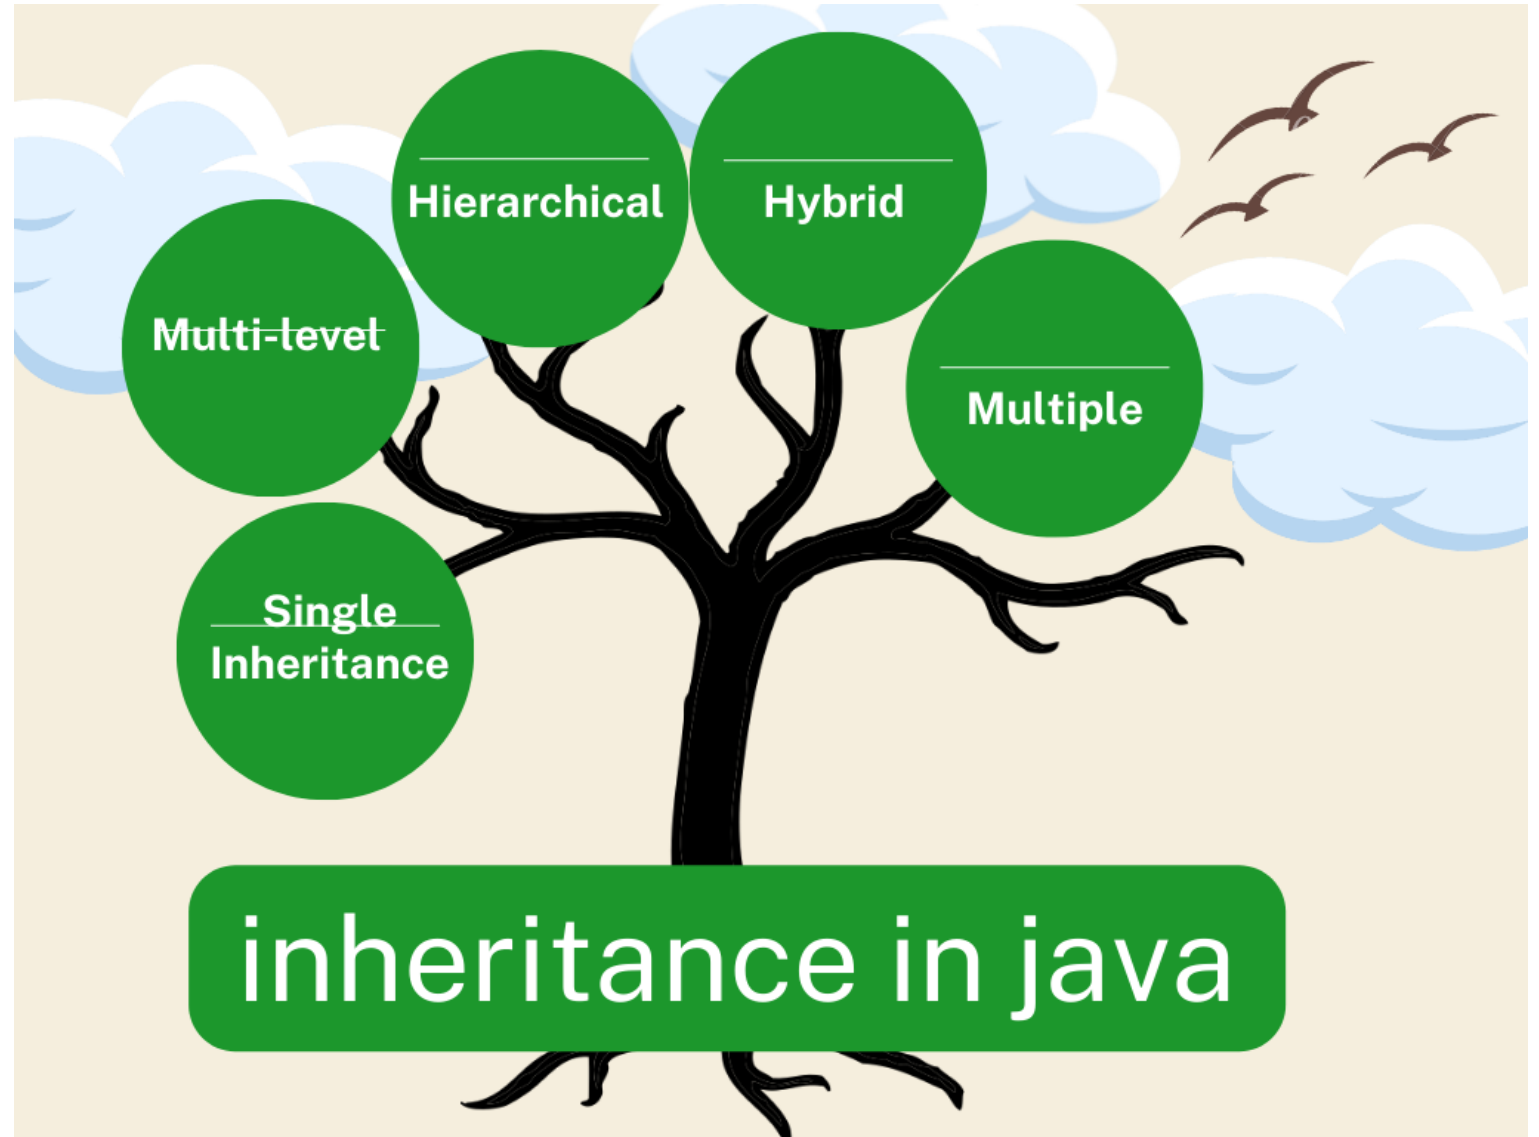 Hierarchical
Hybrid
Multi-level
Multiple
Single
Inheritance
inheritance in java